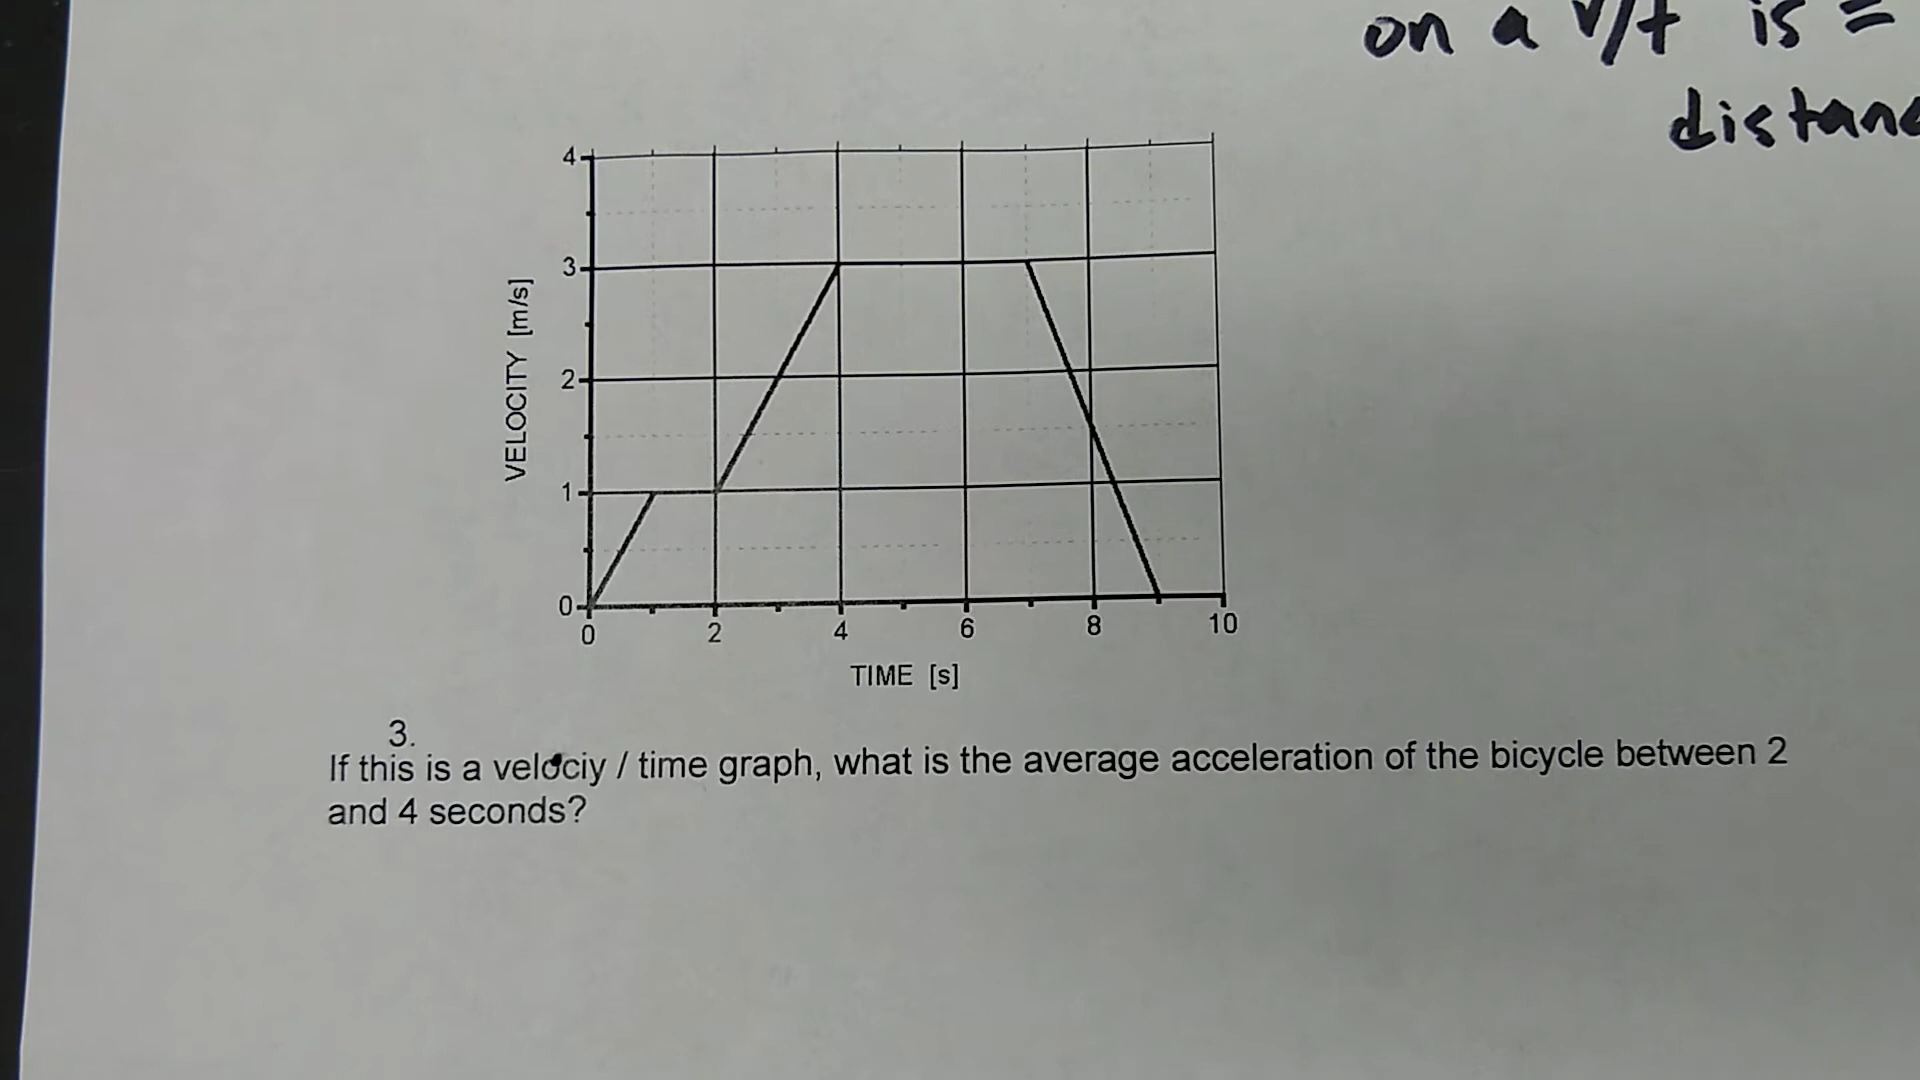 on a v/t is =
distanc
4
3
2
1
0
VELOCITY [m/s]
0 2 4 6 8 10
TIME [s]
3.
If this is a velociy / time graph, what is the average acceleration of the bicycle between 2
and 4 seconds?